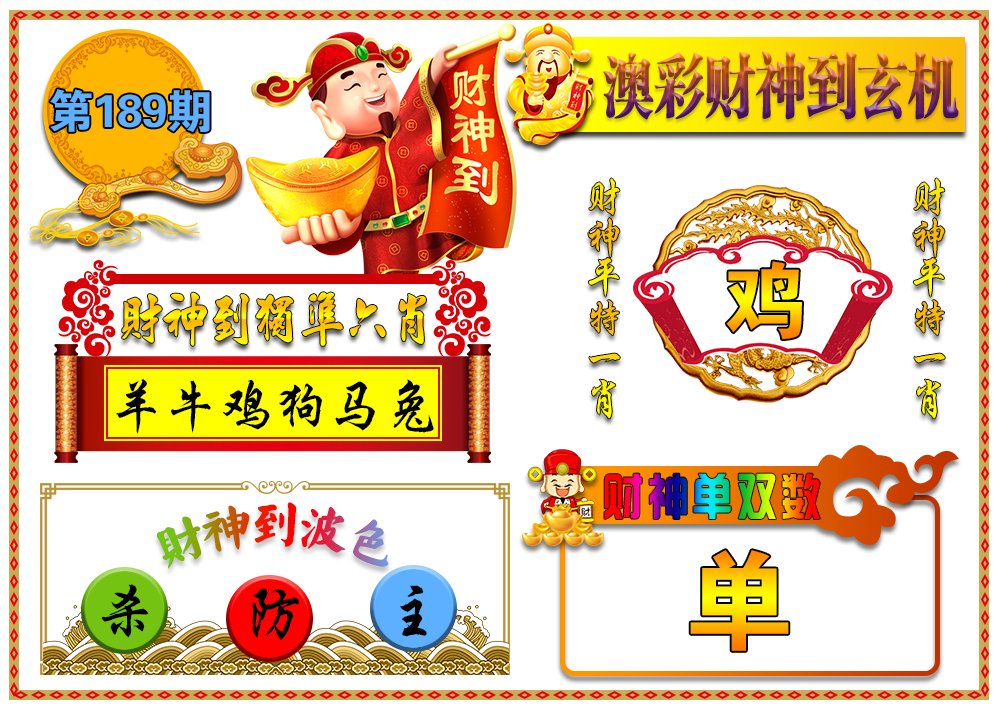 第189期
财神到
澳彩财神到玄机
财神平特一肖
鸡
财神平特一肖
財神到獨準六肖
羊牛鸡狗马兔
財神到波色
杀 防 主
财神单双数
单